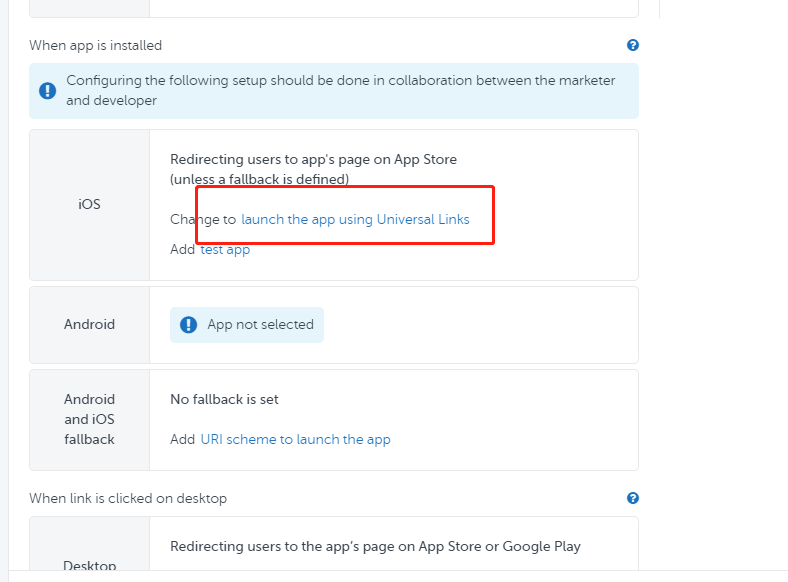 When app is installed
Configuring the following setup should be done in collaboration between the marketer
and developer
iOS
Redirecting users to app's page on App Store
(unless a fallback is defined)
Change to launch the app using Universal Links
Add test app
Android
App not selected
Android
and iOS
fallback
No fallback is set
Add URI scheme to launch the app
When link is clicked on desktop
Desktop
Redirecting users to the app's page on App Store or Google Play